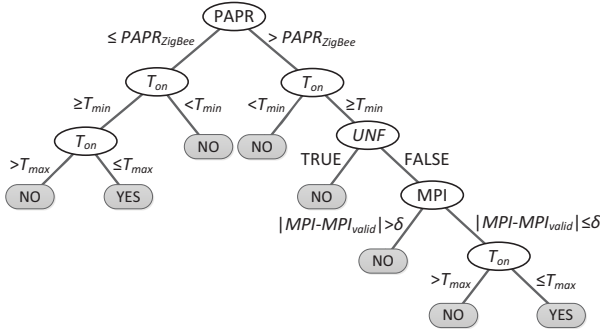 PAPR
≤ PAPR_ZigBee > PAPR_ZigBee
T_on T_on
≥T_min <T_min <T_min ≥T_min
T_on NO NO UNF
>T_max ≤T_max TRUE FALSE
NO YES NO MPI
|MPI-MPI_valid|>δ |MPI-MPI_valid|≤δ
NO T_on
>T_max ≤T_max
NO YES